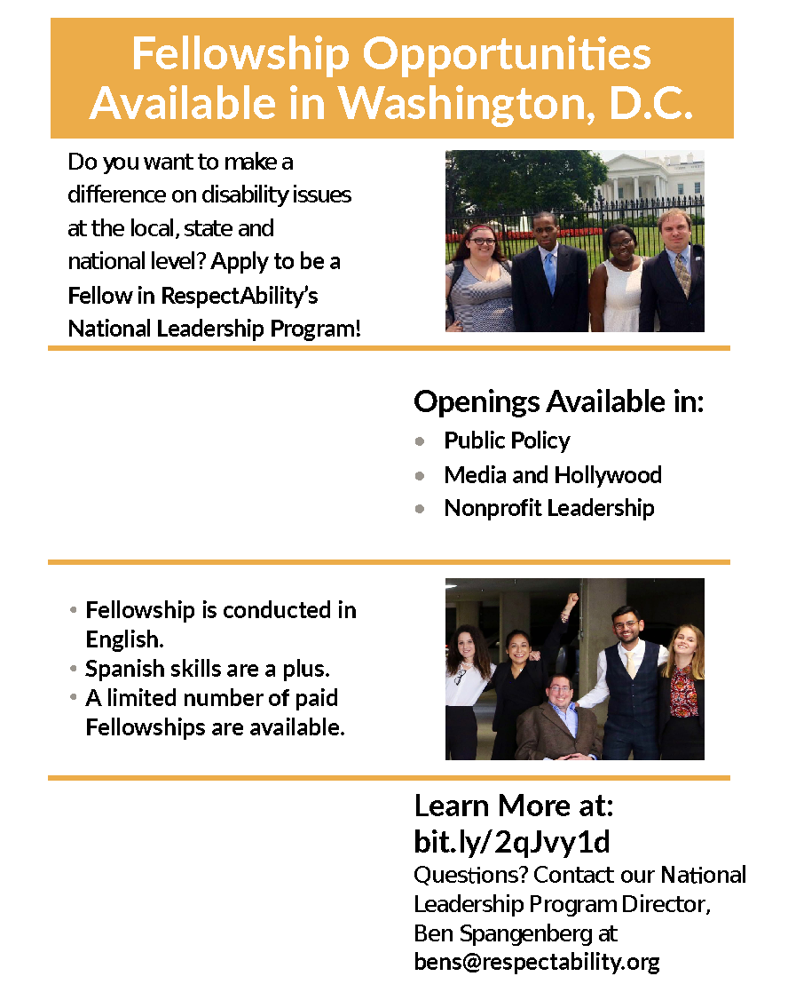 Fellowship Opportunities
Available in Washington, D.C.
Do you want to make a
difference on disability issues
at the local, state and
national level? Apply to be a
Fellow in RespectAbility’s
National Leadership Program!
Openings Available in:
• Public Policy
• Media and Hollywood
• Nonprofit Leadership
• Fellowship is conducted in
English.
• Spanish skills are a plus.
• A limited number of paid
Fellowships are available.
Learn More at:
bit.ly/2qJvy1d
Questions? Contact our National
Leadership Program Director,
Ben Spangenberg at
bens@respectability.org